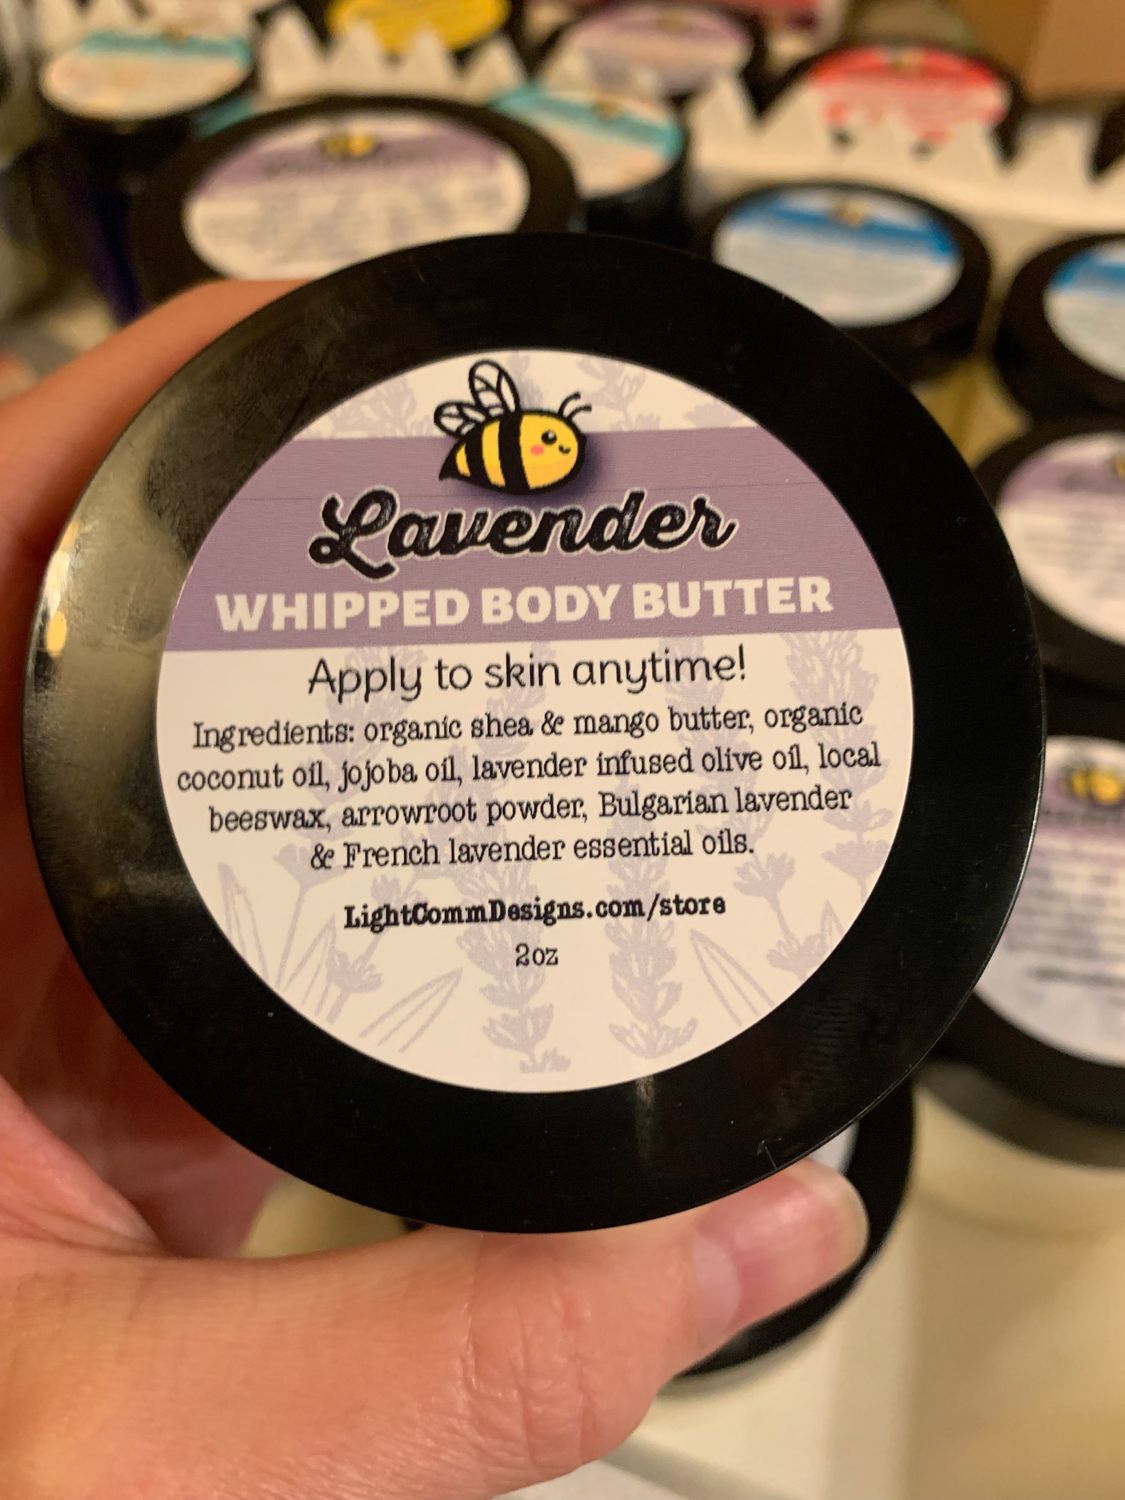 Lavender
WHIPPED BODY BUTTER
Apply to skin anytime!
Ingredients: organic shea & mango butter, organic
coconut oil, jojoba oil, lavender infused olive oil, local
beeswax, arrowroot powder, Bulgarian lavender
& French lavender essential oils.
LightCommDesigns.com/store
2oz